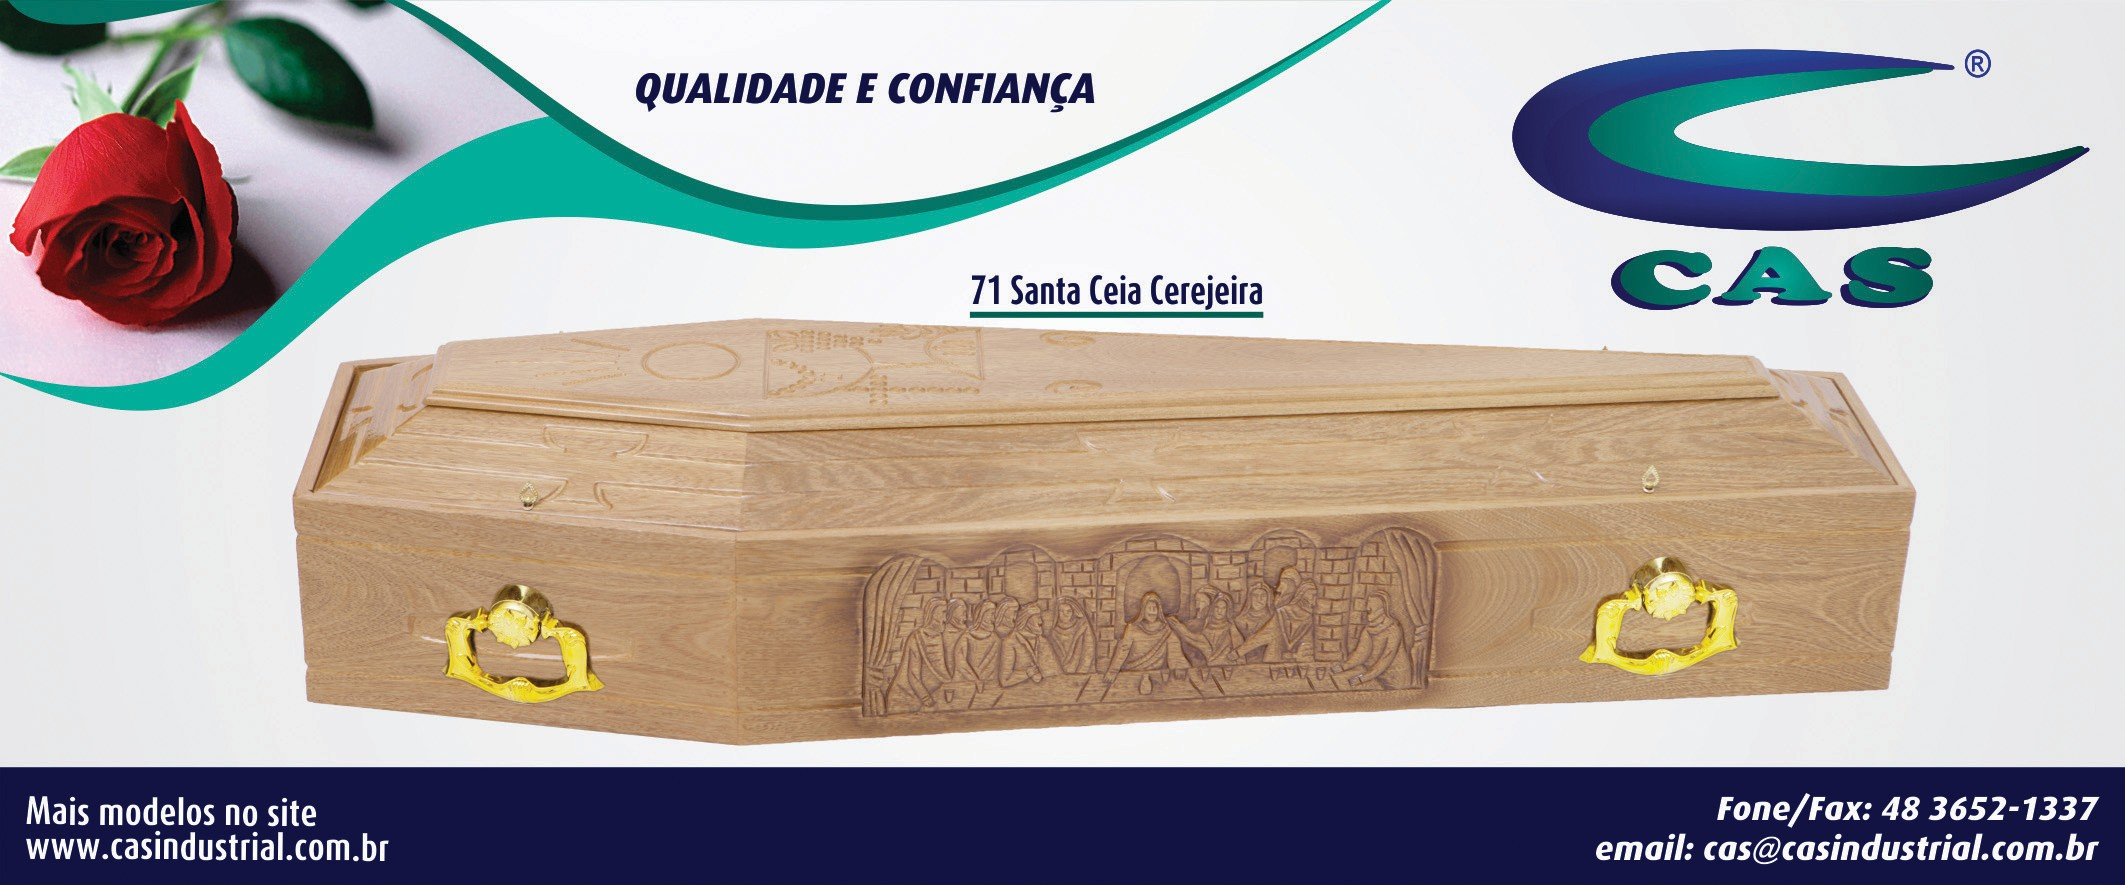 QUALIDADE E CONFIANÇA
®
CAS
71 Santa Ceia Cerejeira
Mais modelos no site
www.casindustrial.com.br
Fone/Fax: 48 3652-1337
email: cas@casindustrial.com.br